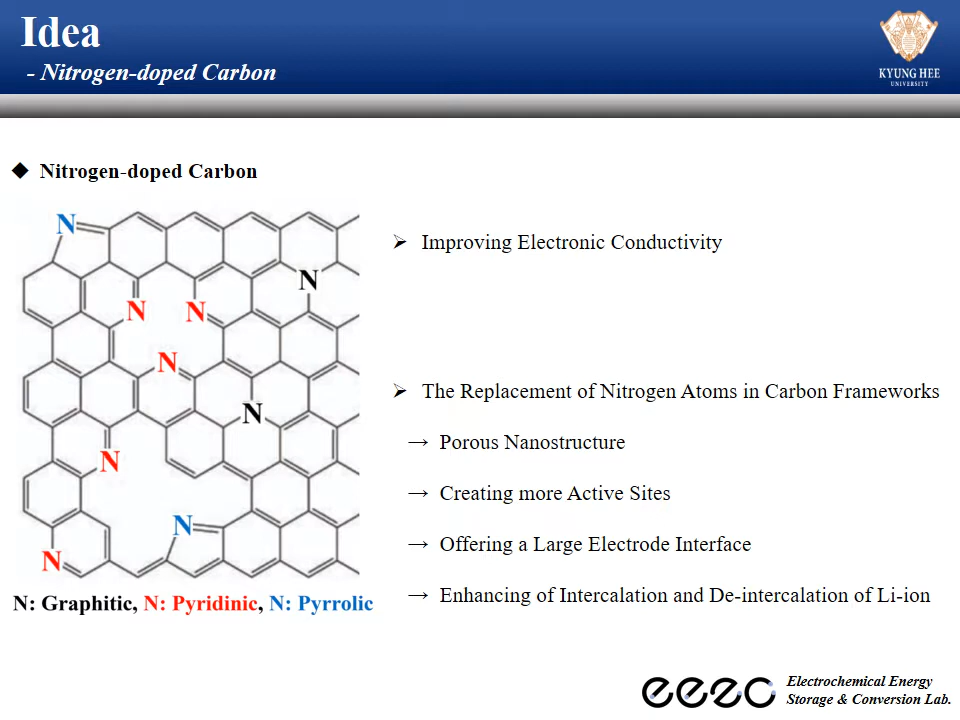 Idea
- Nitrogen-doped Carbon
KYUNG HEE
UNIVERSITY
◆ Nitrogen-doped Carbon
N
N
N
N
N
N
N
N
N
N: Graphitic, N: Pyridinic, N: Pyrrolic
➢ Improving Electronic Conductivity
➢ The Replacement of Nitrogen Atoms in Carbon Frameworks
→ Porous Nanostructure
→ Creating more Active Sites
→ Offering a Large Electrode Interface
→ Enhancing of Intercalation and De-intercalation of Li-ion
eesc
Electrochemical Energy
Storage & Conversion Lab.